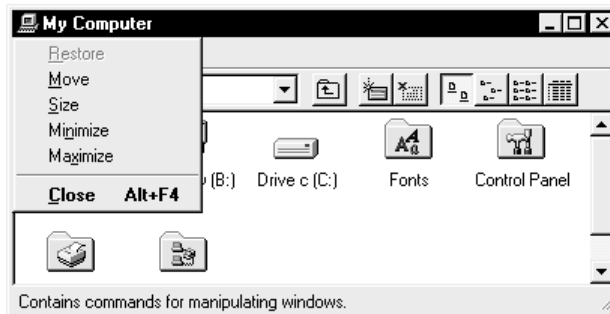 My Computer
Restore
Move
Size
Minimize
Maximize
Close Alt+F4
(B:) Drive c (C:) Fonts Control Panel
Contains commands for manipulating windows.